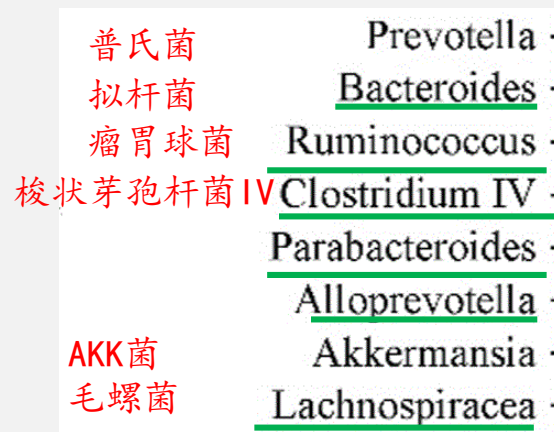 普氏菌 Prevotella
拟杆菌 Bacteroides
瘤胃球菌 Ruminococcus
梭状芽孢杆菌IV Clostridium IV
Parabacteroides
Alloprevotella
AKK菌 Akkermansia
毛螺菌 Lachnospiracea